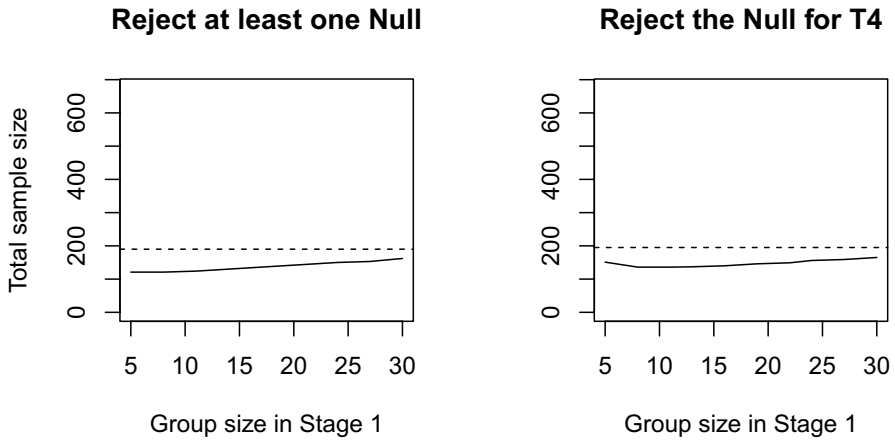 Reject at least one Null
Total sample size
0 200 400 600
5 10 15 20 25 30
Group size in Stage 1
Reject the Null for T4
0 200 400 600
5 10 15 20 25 30
Group size in Stage 1